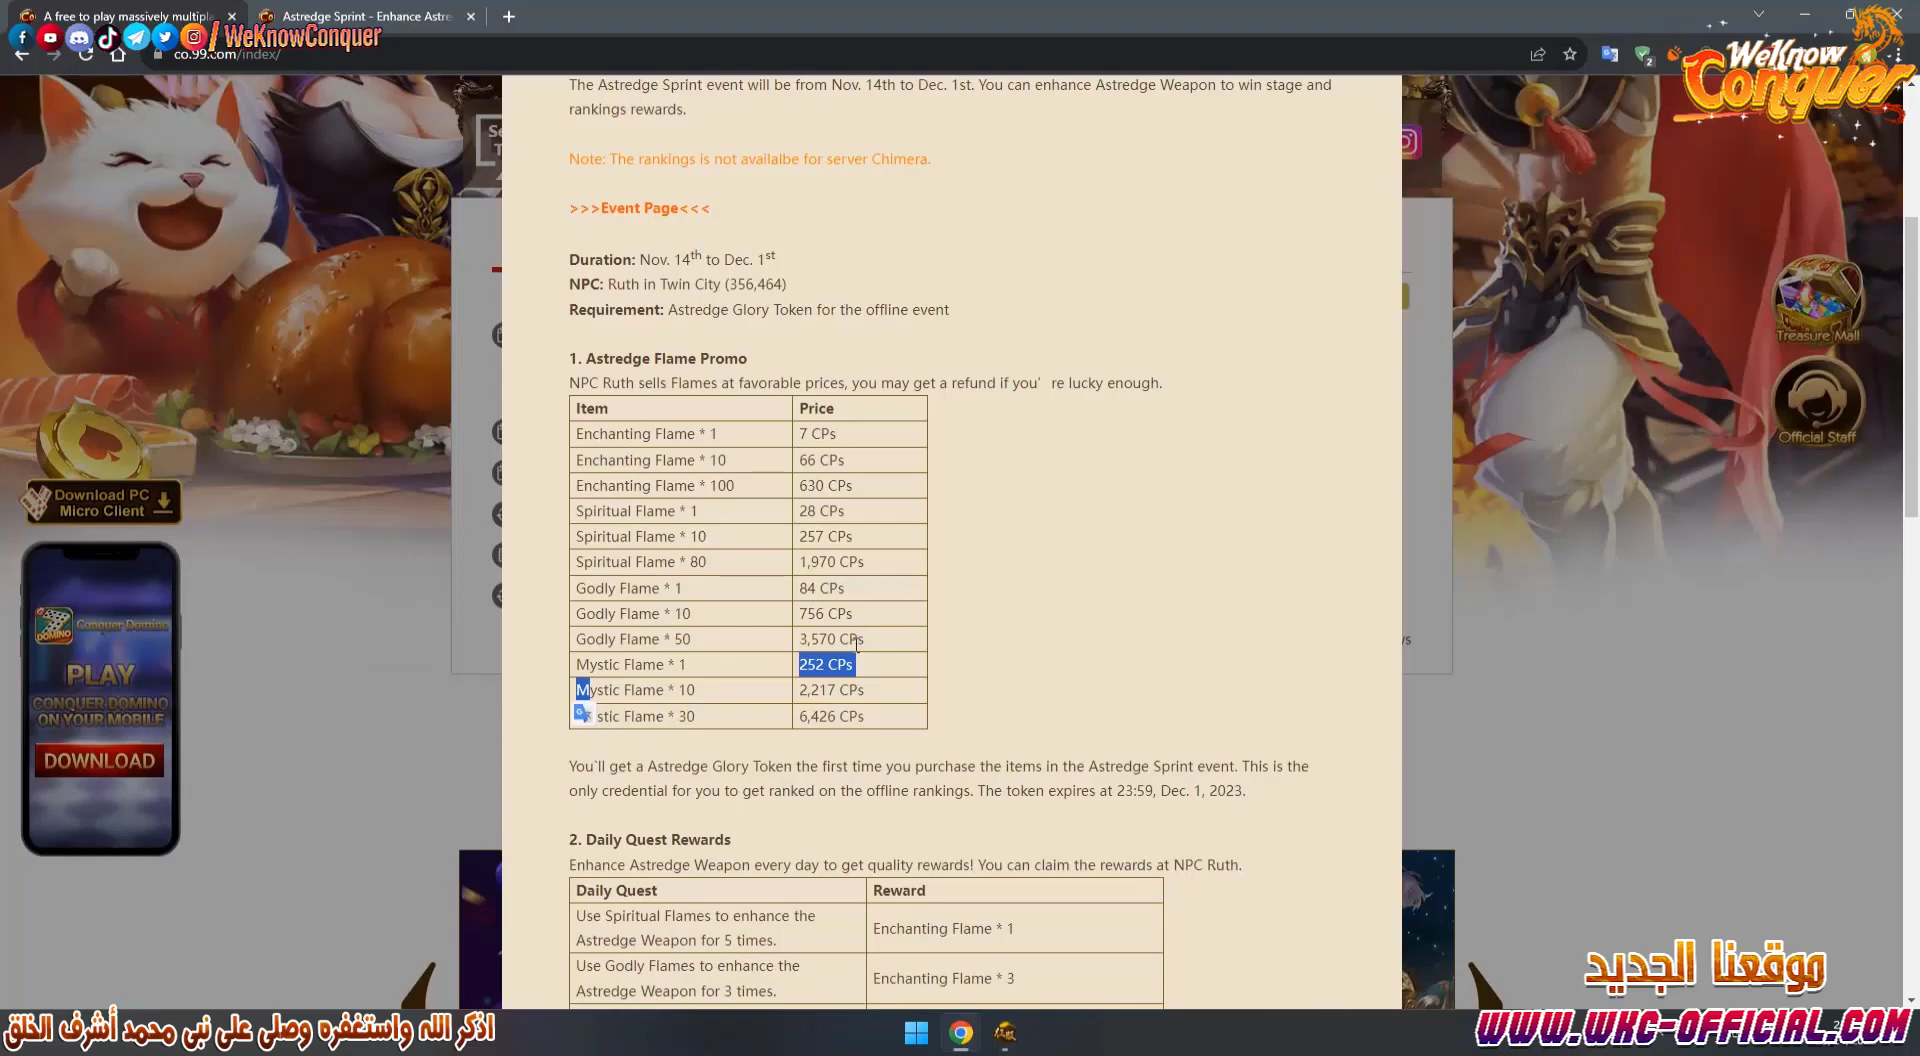 A free to play massively multipl
Astredge Sprint - Enhance Astre
/WeKnowConquer
co.99.com/index/
WeKnow
Conquer
The Astredge Sprint event will be from Nov. 14th to Dec. 1st. You can enhance Astredge Weapon to win stage and
rankings rewards.
Note: The rankings is not availalbe for server Chimera.
>>>Event Page<<<
Duration: Nov. 14th to Dec. 1st
NPC: Ruth in Twin City (356,464)
Requirement: Astredge Glory Token for the offline event
1. Astredge Flame Promo
NPC Ruth sells Flames at favorable prices, you may get a refund if you’re lucky enough.
Item Price
Enchanting Flame * 1 7 CPs
Enchanting Flame * 10 66 CPs
Enchanting Flame * 100 630 CPs
Spiritual Flame * 1 28 CPs
Spiritual Flame * 10 257 CPs
Spiritual Flame * 80 1,970 CPs
Godly Flame * 1 84 CPs
Godly Flame * 10 756 CPs
Godly Flame * 50 3,570 CPs
Mystic Flame * 1 252 CPs
Mystic Flame * 10 2,217 CPs
stic Flame * 30 6,426 CPs
You`ll get a Astredge Glory Token the first time you purchase the items in the Astredge Sprint event. This is the
only credential for you to get ranked on the offline rankings. The token expires at 23:59, Dec. 1, 2023.
2. Daily Quest Rewards
Enhance Astredge Weapon every day to get quality rewards! You can claim the rewards at NPC Ruth.
Daily Quest Reward
Use Spiritual Flames to enhance the
Astredge Weapon for 5 times.
Enchanting Flame * 1
Use Godly Flames to enhance the
Astredge Weapon for 3 times.
Enchanting Flame * 3
Download PC
Micro Client
DOMINO
Conquer Domino
PLAY
CONQUER DOMINO
ON YOUR MOBILE
DOWNLOAD
Treasure Mall
Official Staff
موقعنا الجديد
WWW.WKC-OFFICIAL.COM
اذكر الله واستغفره وصلى على نبى محمد أشرف الخلق